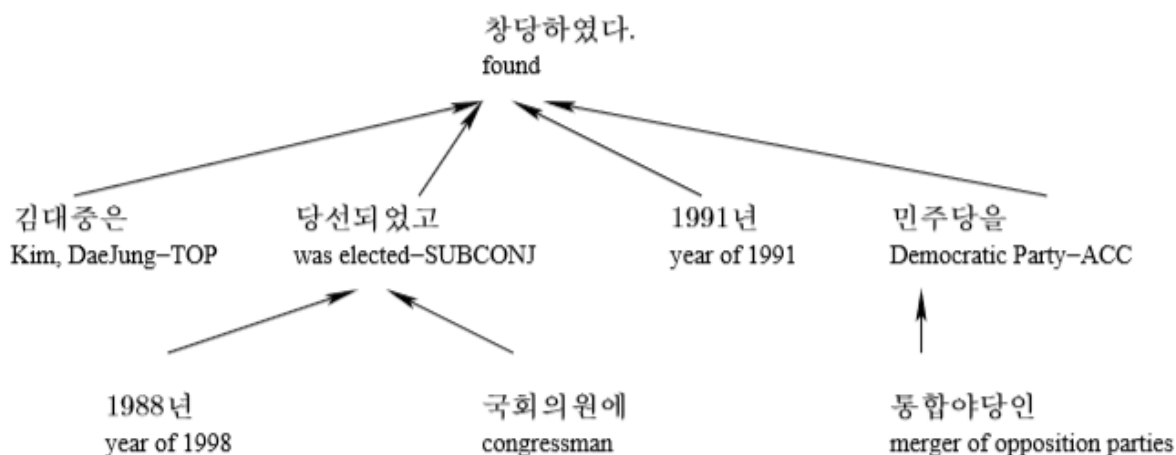 창당하였다.
found
김대중은
Kim, DaeJung–TOP
당선되었고
was elected–SUBCONJ
1991년
year of 1991
민주당을
Democratic Party–ACC
1988년
year of 1998
국회의원에
congressman
통합야당인
merger of opposition parties